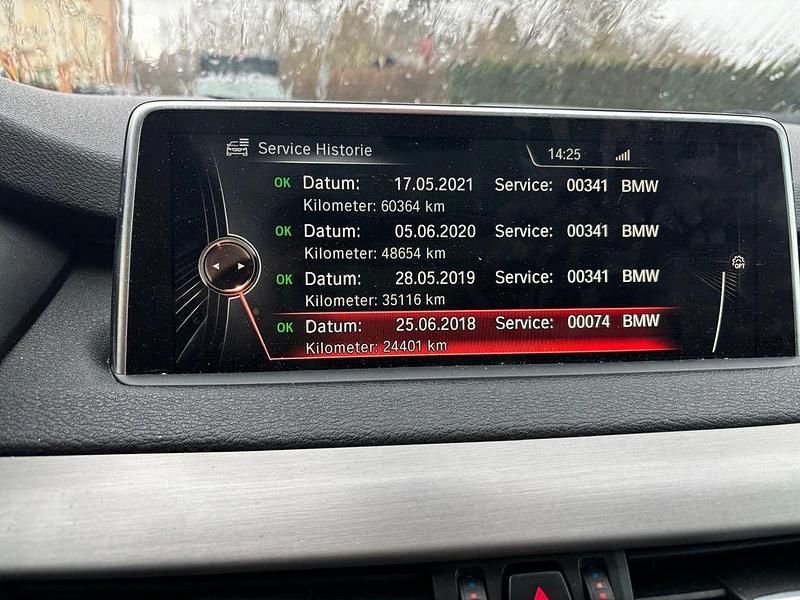 Service Historie
14:25
OK Datum: 17.05.2021 Service: 00341 BMW
Kilometer: 60364 km
OK Datum: 05.06.2020 Service: 00341 BMW
Kilometer: 48654 km
OK Datum: 28.05.2019 Service: 00341 BMW
Kilometer: 35116 km
OPT
OK Datum: 25.06.2018 Service: 00074 BMW
Kilometer: 24401 km